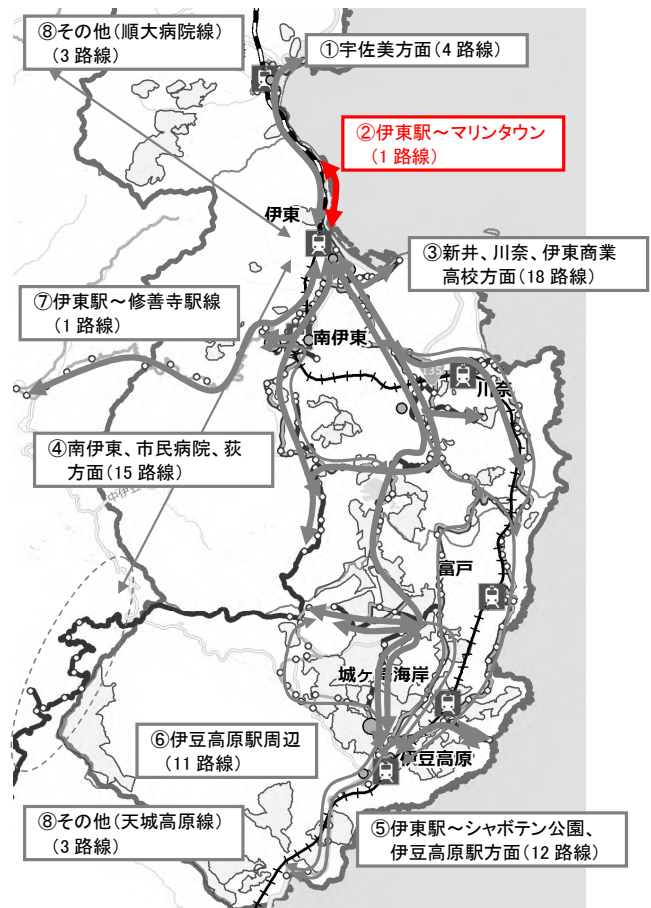 ⑧その他(順大病院線)
(3路線)
①宇佐美方面(4路線)
②伊東駅～マリンタウン
(1路線)
伊東
③新井、川奈、伊東商業
高校方面(18路線)
⑦伊東駅～修善寺駅線
(1路線)
南伊東
135
川奈
④南伊東、市民病院、荻
方面(15路線)
富戸
城ヶ
海岸
⑥伊豆高原駅周辺
(11路線)
伊豆高原
⑧その他(天城高原線)
(3路線)
⑤伊東駅～シャボテン公園、
伊豆高原駅方面(12路線)